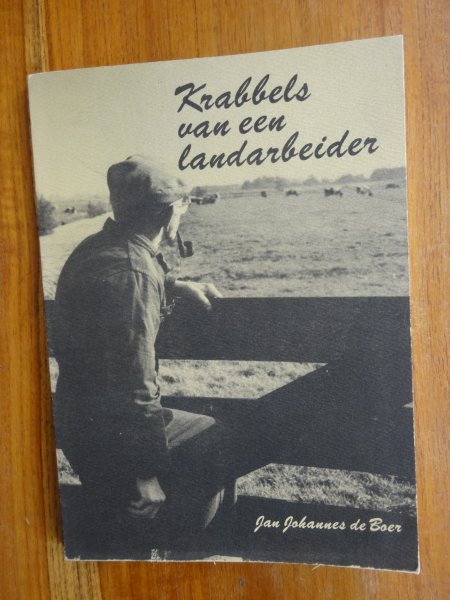 Krabbels
van een
landarbeider
Jan Johannes de Boer